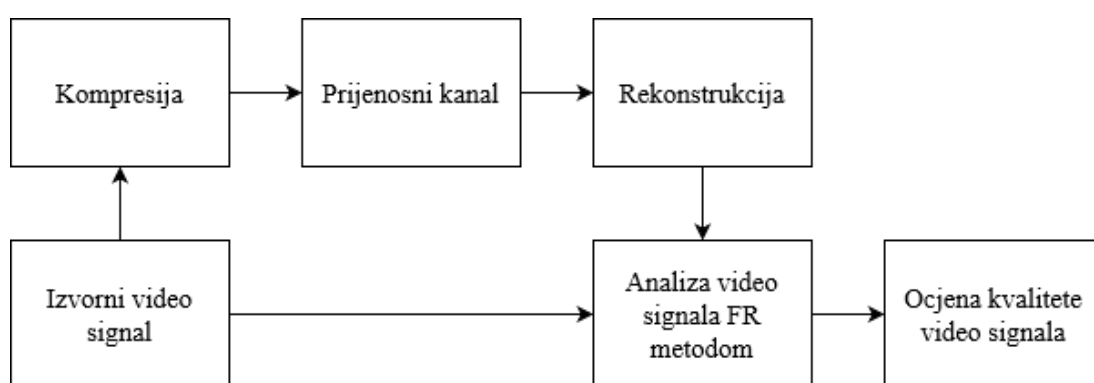 Kompresija
Prijenosni kanal
Rekonstrukcija
Izvorni video
signal
Analiza video
signala FR
metodom
Ocjena kvalitete
video signala